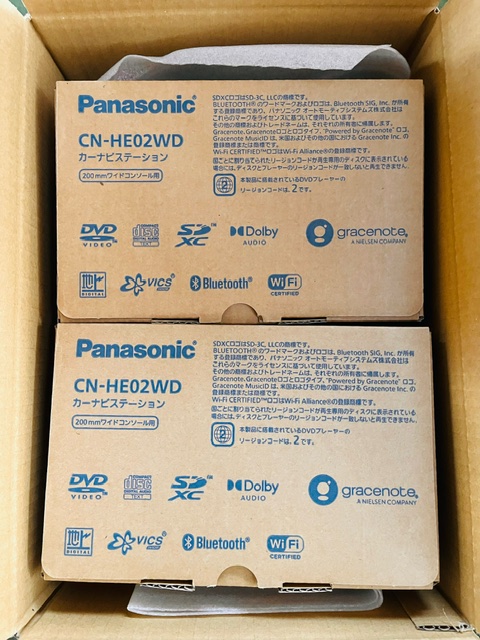 Panasonic
CN-HE02WD
カーナビステーション
200mmワイドコンソール用
SDXCロゴはSD-3C, LLCの商標です。
BLUETOOTH®のワードマークおよびロゴは、Bluetooth SIG, Inc.が所有
する登録商標であり、パナソニック オートモーティブシステムズ株式会社は
これらのマークをライセンスに基づいて使用しています。
その他の商標およびトレードネームは、それぞれの所有者に帰属します。
Gracenote、Gracenoteロゴとロゴタイプ、"Powered by Gracenote" ロゴ、
Gracenote MusicID は、米国およびその他の国における Gracenote Inc. の
登録商標または商標です。
Wi-Fi CERTIFIED™ロゴはWi-Fi Alliance®の登録商標です。
国ごとに割り当てられたリージョンコードが再生専用のディスクに表示されている
場合には、ディスクとプレーヤーのリージョンコードが一致しないと再生できません。
2
本製品に搭載されているDVDプレーヤーの
リージョンコードは、2です。
DVD VIDEO
COMPACT disc DIGITAL AUDIO TEXT
SD XC
Dolby AUDIO
gracenote.
A NIELSEN COMPANY
地デジ DIGITAL
VICS
Bluetooth®
Wi Fi CERTIFIED
Panasonic
CN-HE02WD
カーナビステーション
200mmワイドコンソール用
SDXCロゴはSD-3C, LLCの商標です。
BLUETOOTH®のワードマークおよびロゴは、Bluetooth SIG, Inc.が所有
する登録商標であり、パナソニック オートモーティブシステムズ株式会社は
これらのマークをライセンスに基づいて使用しています。
その他の商標およびトレードネームは、それぞれの所有者に帰属します。
Gracenote、Gracenoteロゴとロゴタイプ、"Powered by Gracenote" ロゴ、
Gracenote MusicID は、米国およびその他の国における Gracenote Inc. の
登録商標または商標です。
Wi-Fi CERTIFIED™ロゴはWi-Fi Alliance®の登録商標です。
国ごとに割り当てられたリージョンコードが再生専用のディスクに表示されている
場合には、ディスクとプレーヤーのリージョンコードが一致しないと再生できません。
2
本製品に搭載されているDVDプレーヤーの
リージョンコードは、2です。
DVD VIDEO™
COMPACT disc DIGITAL AUDIO TEXT
SD XC™
Dolby AUDIO
gracenote.
A NIELSEN COMPANY
地デジ DIGITAL
VICS
Bluetooth®
Wi Fi CERTIFIED